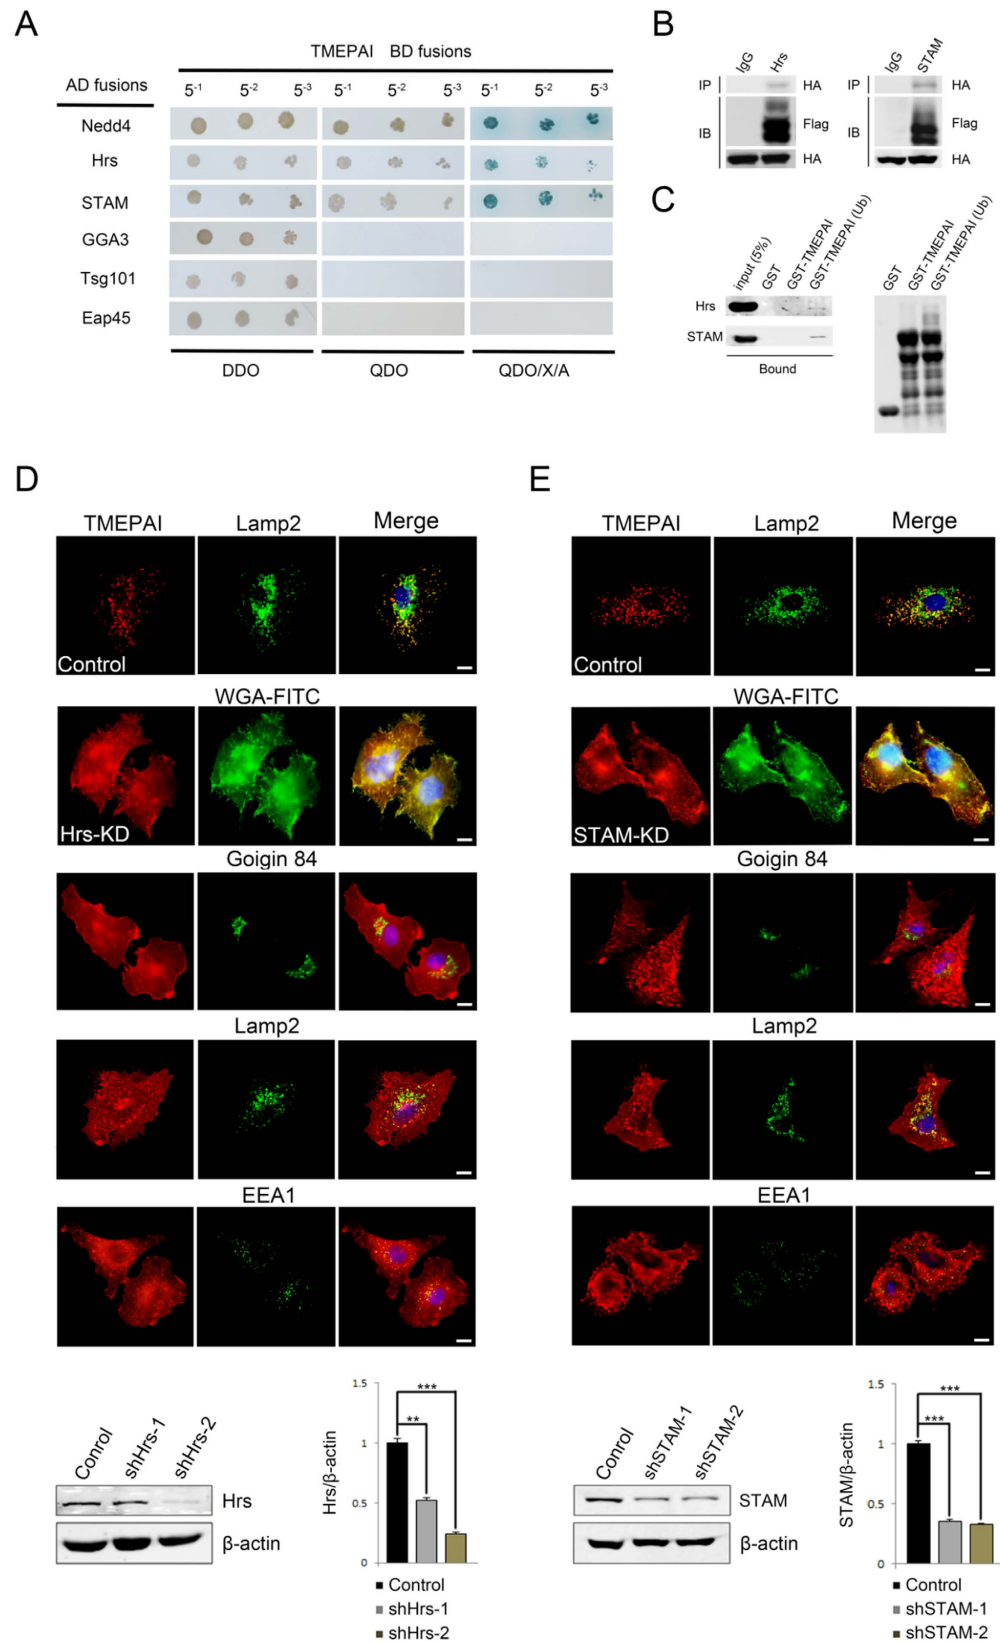 A
TMEPAI BD fusions
AD fusions
5-1 5-2 5-3 5-1 5-2 5-3 5-1 5-2 5-3
Nedd4
Hrs
STAM
GGA3
Tsg101
Eap45
DDO QDO QDO/X/A
B
IgG Hrs
IP HA
IB Flag
HA
IgG STAM
IP HA
IB Flag
HA
C
input (5%) GST GST-TMEPAI GST-TMEPAI (Ub)
Hrs
STAM
Bound
GST GST-TMEPAI GST-TMEPAI (Ub)
D
TMEPAI Lamp2 Merge
Control
WGA-FITC
Hrs-KD
Goigin 84
Lamp2
EEA1
Conrol shHrs-1 shHrs-2
Hrs
β-actin
Hrs/β-actin
1.5
1
0.5
0
***
**
Control
shHrs-1
shHrs-2
E
TMEPAI Lamp2 Merge
Control
WGA-FITC
STAM-KD
Goigin 84
Lamp2
EEA1
Conrol shSTAM-1 shSTAM-2
STAM
β-actin
STAM/β-actin
1.5
1
0.5
0
***
***
Control
shSTAM-1
shSTAM-2